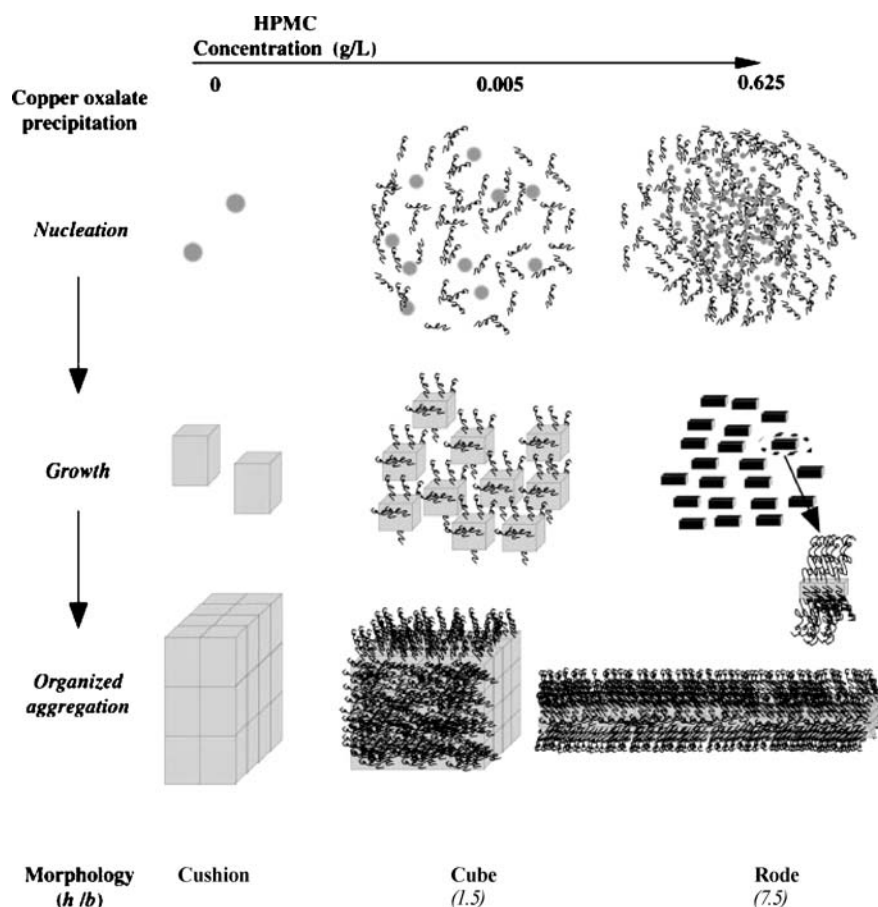 HPMC
Concentration (g/L)
0 0.005 0.625
Copper oxalate
precipitation
Nucleation
Growth
Organized
aggregation
Morphology Cushion Cube Rode
(h /b) (1.5) (7.5)